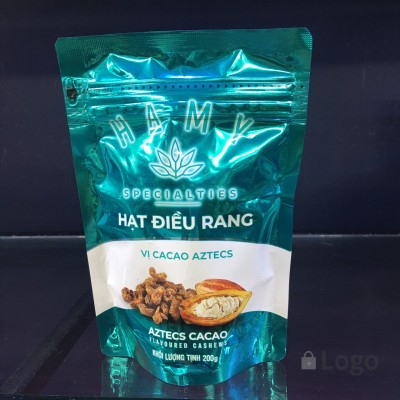 HAMY
SPECIALTIES
HẠT ĐIỀU RANG
VỊ CACAO AZTECS
AZTECS CACAO
FLAVOURED CASHEWS
KHỐI LƯỢNG TỊNH 200g
Logo